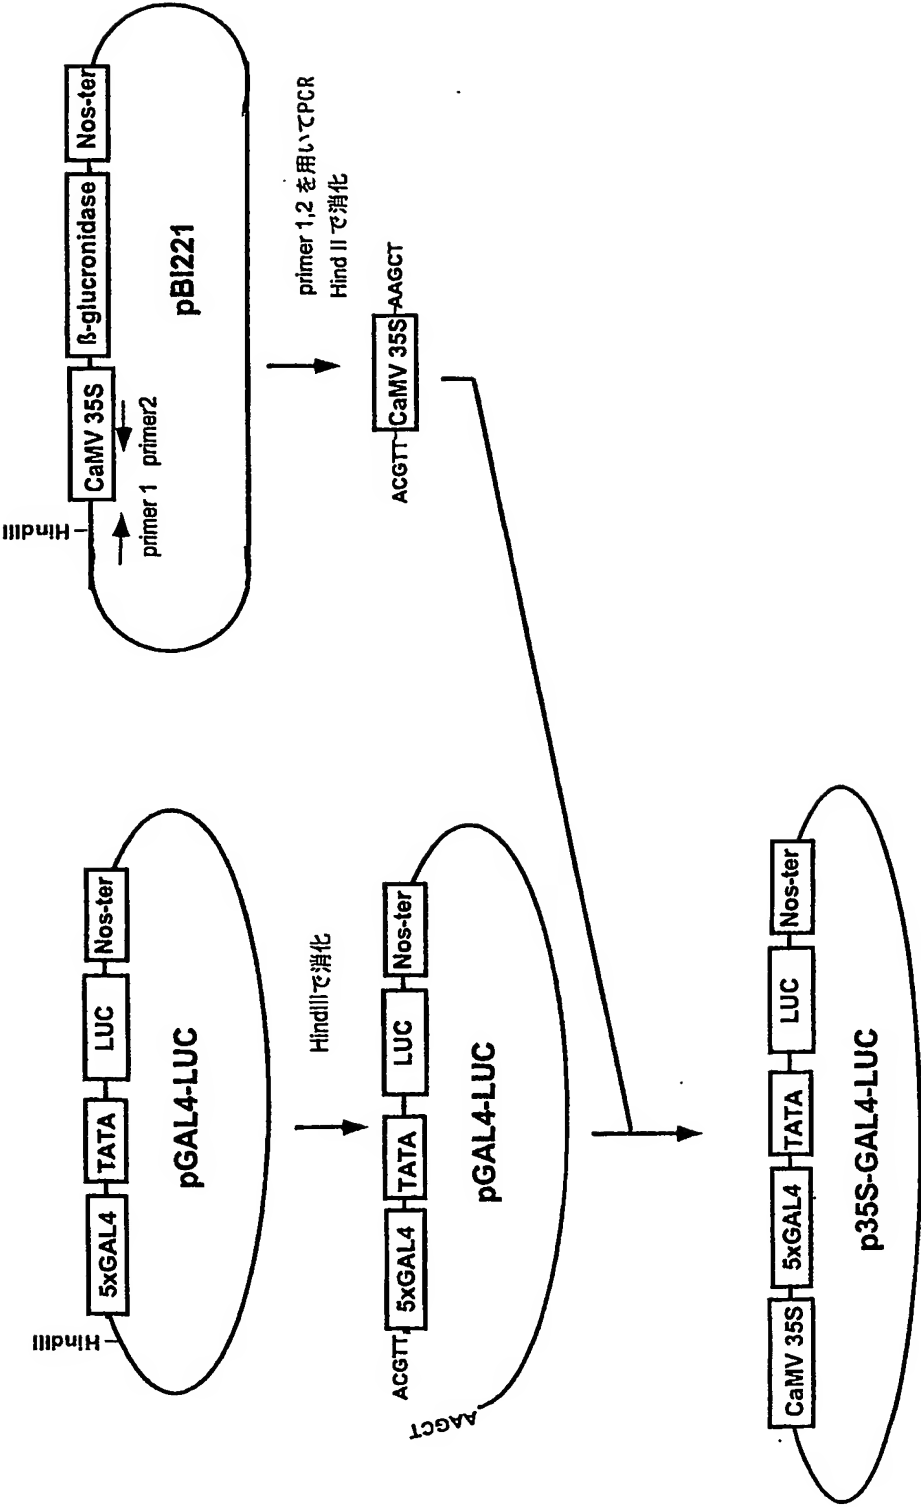 HindIII
5xGAL4
TATA
LUC
Nos-ter
pGAL4-LUC
HindIIIで消化
ACGTT
AAGCT
5xGAL4
TATA
LUC
Nos-ter
pGAL4-LUC
HindIII
CaMV 35S
ß-glucronidase
Nos-ter
primer 1
primer2
pBI221
primer 1,2 を用いてPCR
Hind II で消化
ACGTT
CaMV 35S
AAGCT
CaMV 35S
5xGAL4
TATA
LUC
Nos-ter
p35S-GAL4-LUC